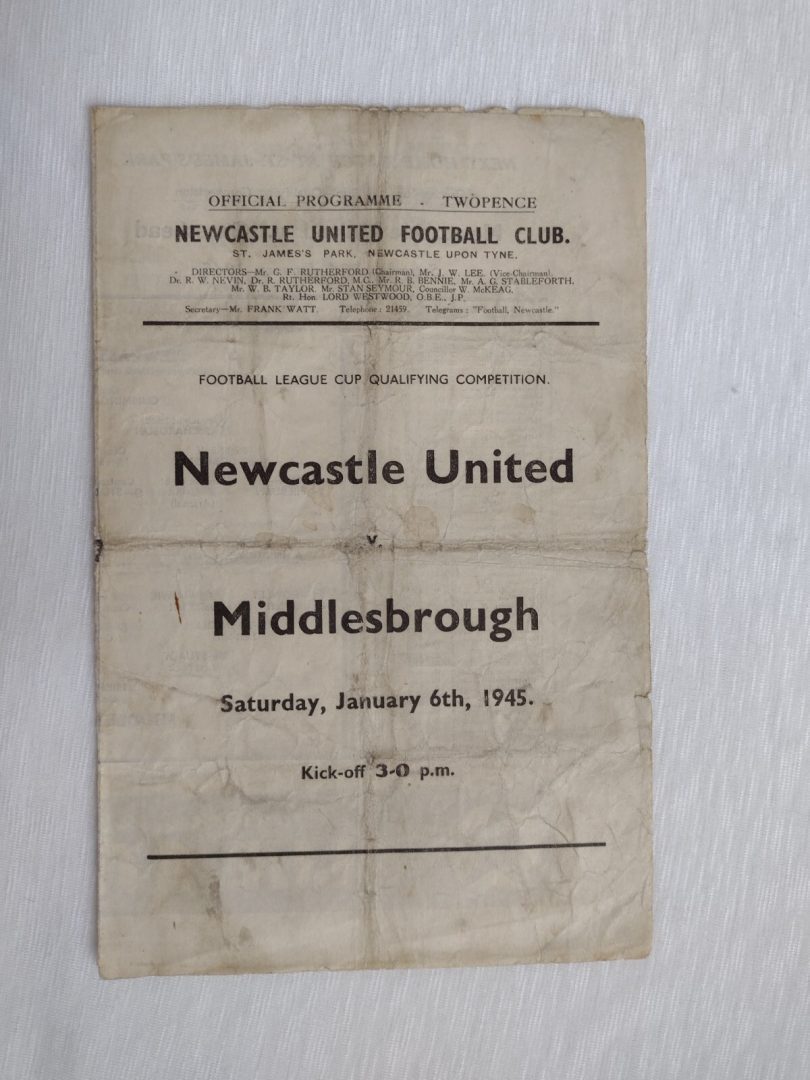 OFFICIAL PROGRAMME - TWOPENCE
NEWCASTLE UNITED FOOTBALL CLUB.
ST. JAMES'S PARK, NEWCASTLE UPON TYNE.
DIRECTORS—Mr. G. F. RUTHERFORD (Chairman), Mr. J. W. LEE, (Vice-Chairman),
Dr. R. W. NEVIN, Dr. R. RUTHERFORD, M.C., Mr. R. B. BENNIE, Mr. A. G. STABLEFORTH,
Mr. W. B. TAYLOR, Mr. STAN SEYMOUR, Councillor W. McKEAG,
Rt. Hon. LORD WESTWOOD, O.B.E., J.P.
Secretary—Mr. FRANK WATT. Telephone: 21459. Telegrams: "Football, Newcastle."
FOOTBALL LEAGUE CUP QUALIFYING COMPETITION.
Newcastle United
v.
Middlesbrough
Saturday, January 6th, 1945.
Kick-off 3-0 p.m.